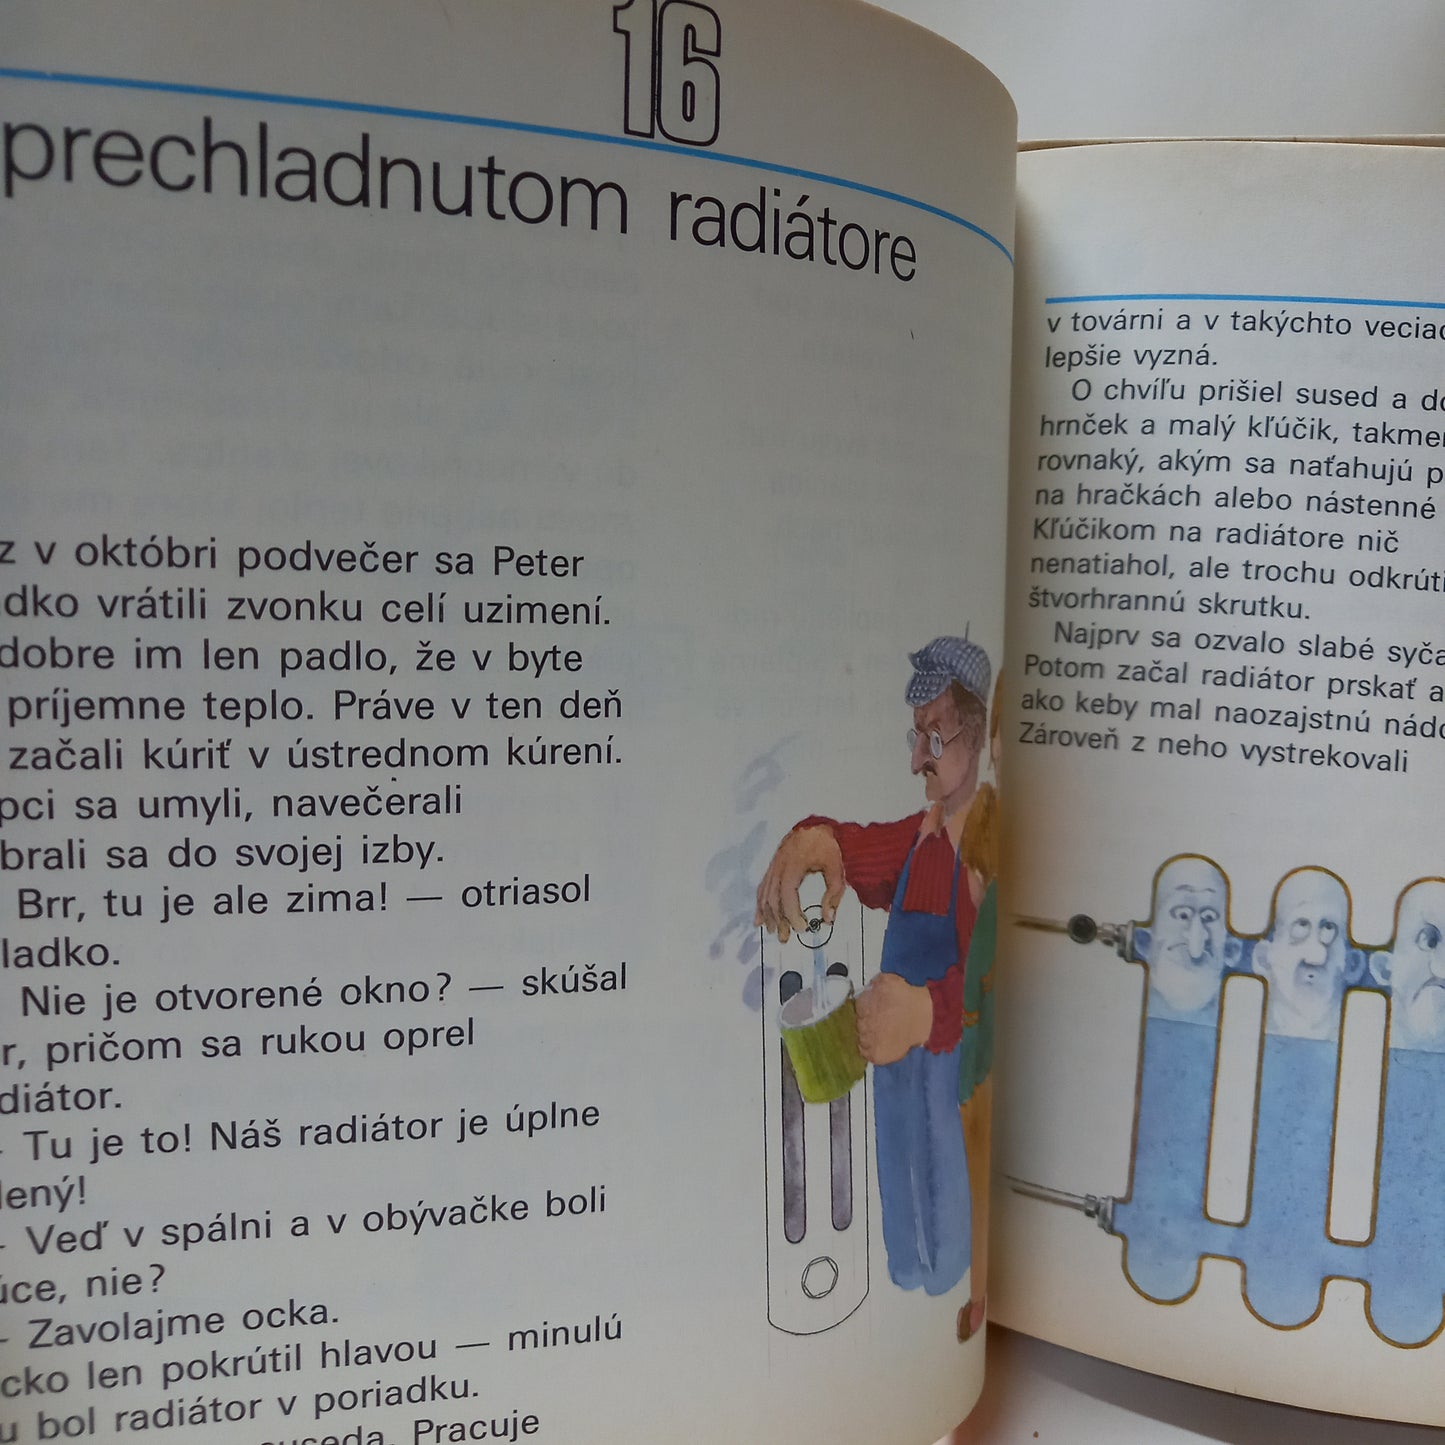 16
prechladnutom radiátore
z v októbri podvečer sa Peter
dko vrátili zvonku celí uzimení.
dobre im len padlo, že v byte
príjemne teplo. Práve v ten deň
začali kúriť v ústrednom kúrení.
pci sa umyli, navečerali
brali sa do svojej izby.
Brr, tu je ale zima! — otriasol
ladko.
Nie je otvorené okno? — skúšal
r, pričom sa rukou oprel
diátor.
- Tu je to! Náš radiátor je úplne
lený!
- Veď v spálni a v obývačke boli
úce, nie?
- Zavolajme ocka.
cko len pokrútil hlavou — minulú
u bol radiátor v poriadku.
suseda. Pracuje
v továrni a v takýchto veciac
lepšie vyzná.
O chvíľu prišiel sused a do
hrnček a malý kľúčik, takmer
rovnaký, akým sa naťahujú p
na hračkách alebo nástenné
Kľúčikom na radiátore nič
nenatiahol, ale trochu odkrúti
štvorhrannú skrutku.
Najprv sa ozvalo slabé syča
Potom začal radiátor prskať a
ako keby mal naozajstnú nádc
Zároveň z neho vystrekovali